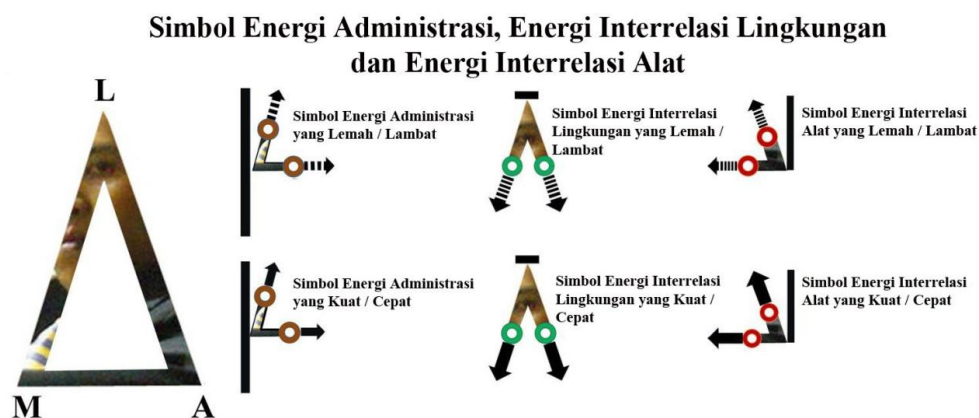 Simbol Energi Administrasi, Energi Interrelasi Lingkungan
dan Energi Interrelasi Alat
L
M
A
Simbol Energi Administrasi
yang Lemah / Lambat
Simbol Energi Interrelasi
Lingkungan yang Lemah /
Lambat
Simbol Energi Interrelasi
Alat yang Lemah / Lambat
Simbol Energi Administrasi
yang Kuat / Cepat
Simbol Energi Interrelasi
Lingkungan yang Kuat /
Cepat
Simbol Energi Interrelasi
Alat yang Kuat / Cepat